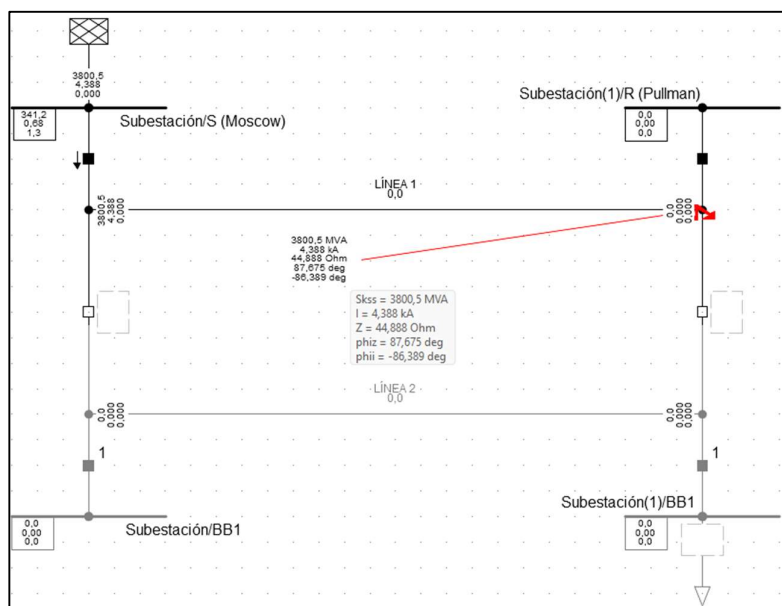 3800,5
4,388
0,000
Subestación/S (Moscow)
341,2
0,68
1,3
Subestación(1)/R (Pullman)
0,0
0,00
0,0
LÍNEA 1
0,0
3800,5
4,388
0,000
0,0
0,000
0,000
3800,5 MVA
4,388 kA
44,888 Ohm
87,675 deg
-86,389 deg
Skss = 3800,5 MVA
I = 4,388 kA
Z = 44,888 Ohm
phiz = 87,675 deg
phii = -86,389 deg
LÍNEA 2
0,0
0,0
0,000
0,000
0,0
0,000
0,000
1
1
Subestación/BB1
0,0
0,00
0,0
Subestación(1)/BB1
0,0
0,00
0,0